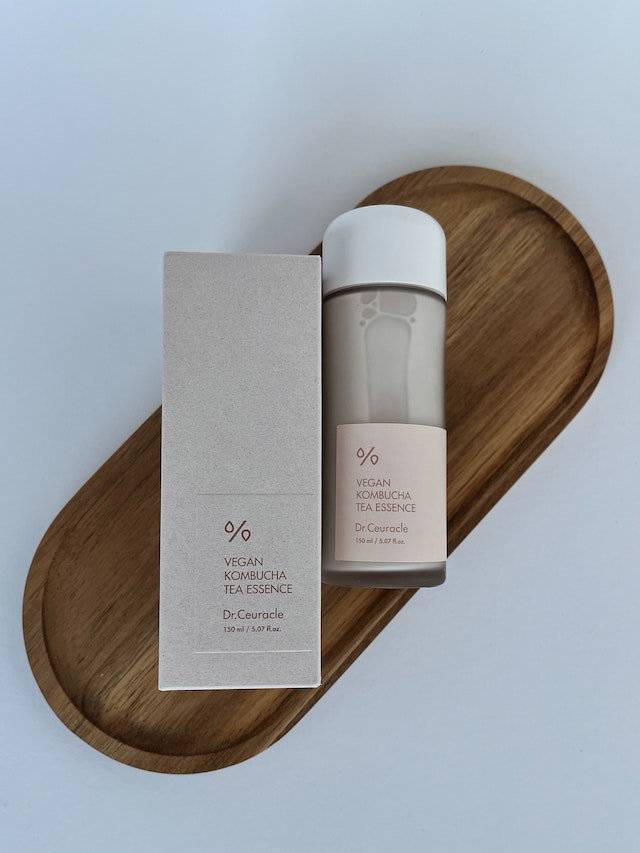 VEGAN
KOMBUCHA
TEA ESSENCE
Dr.Ceuracle
150 ml / 5.07 fl.oz.
VEGAN
KOMBUCHA
TEA ESSENCE
Dr.Ceuracle
150 ml / 5.07 fl.oz.